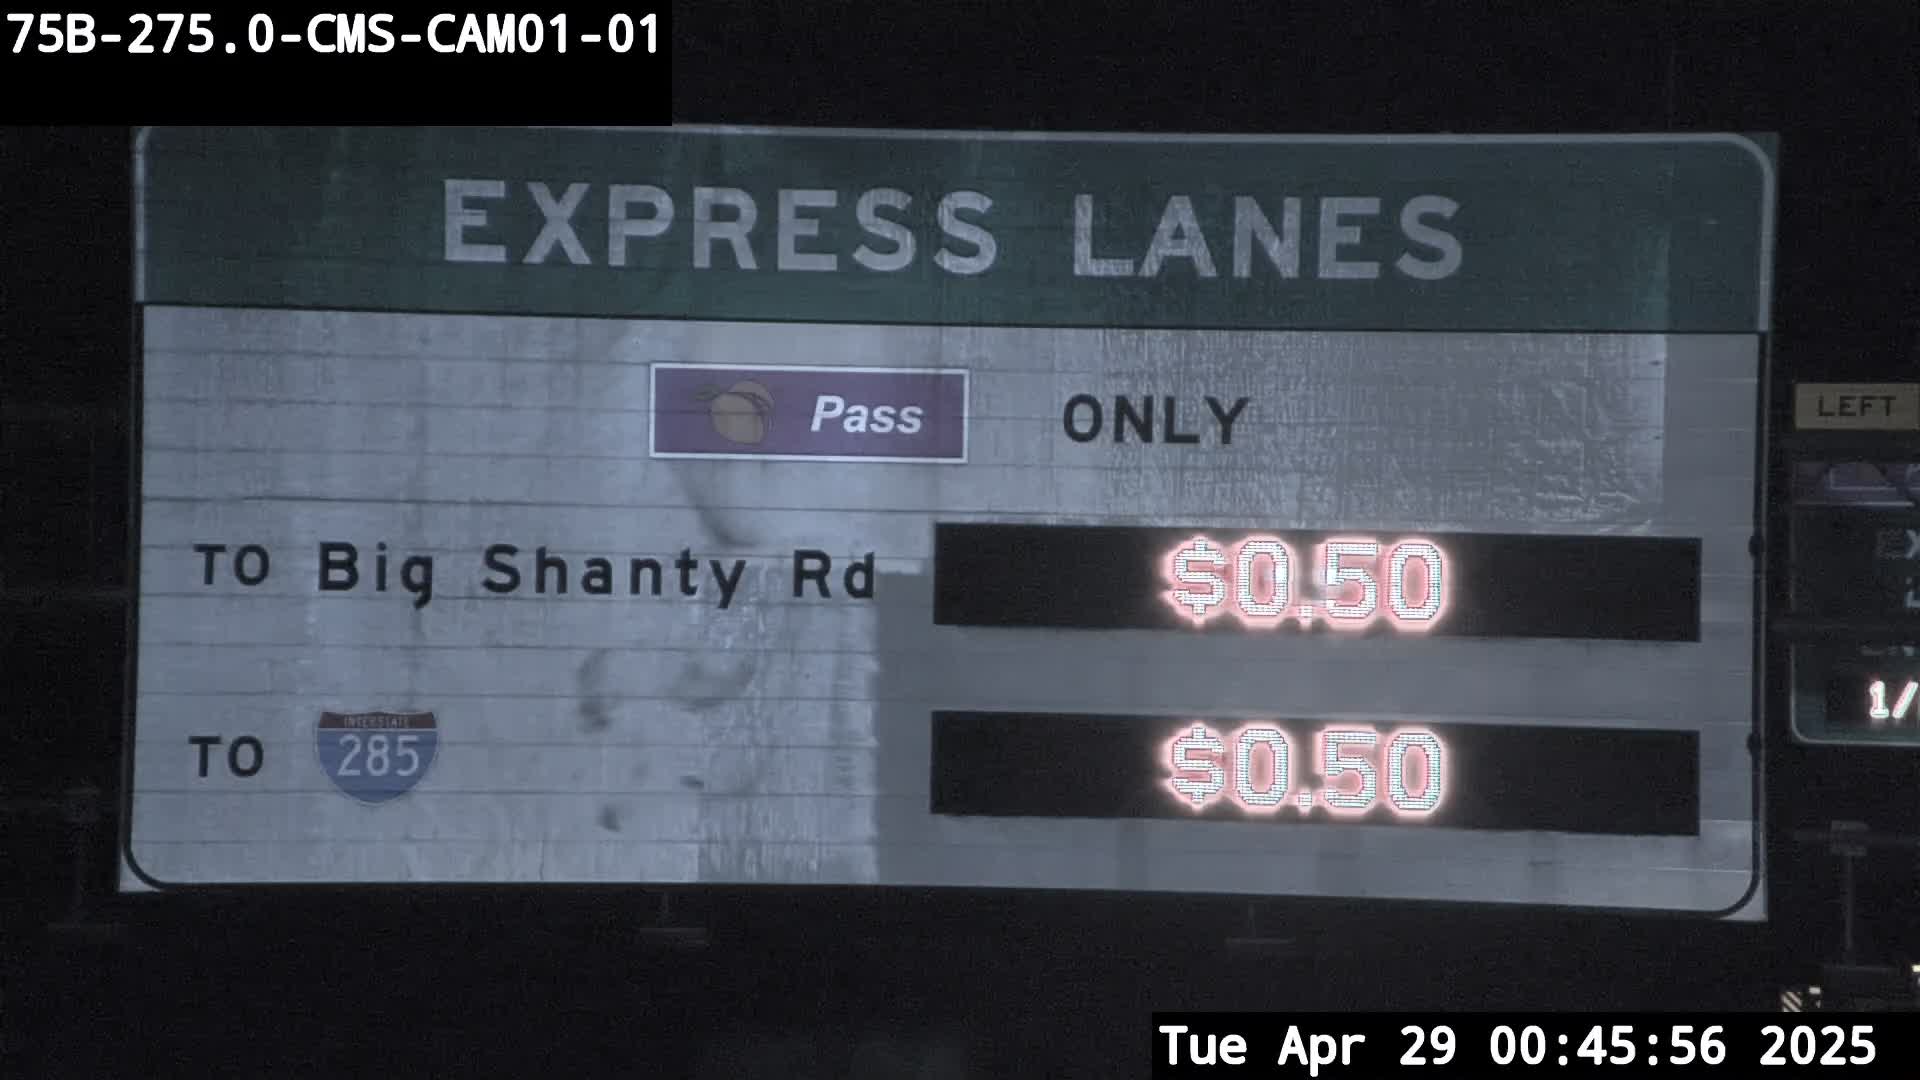 75B-275.0-CMS-CAM01-01
EXPRESS LANES
Pass ONLY
LEFT
TO Big Shanty Rd $0.50
1/
TO INTERSTATE 285 $0.50
Tue Apr 29 00:45:56 2025